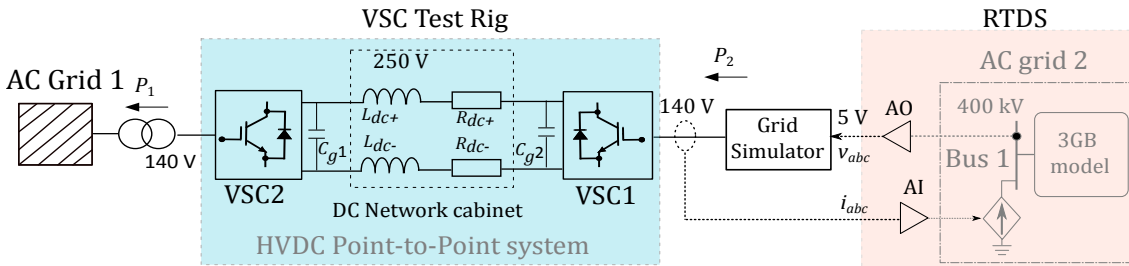 VSC Test Rig
RTDS
AC Grid 1
P1
140 V
VSC2
Cg1
250 V
Ldc+
Rdc+
Ldc-
Rdc-
Cg2
VSC1
DC Network cabinet
HVDC Point-to-Point system
P2
140 V
Grid
Simulator
5 V
vabc
iabc
AO
AI
AC grid 2
400 kV
Bus 1
3GB
model